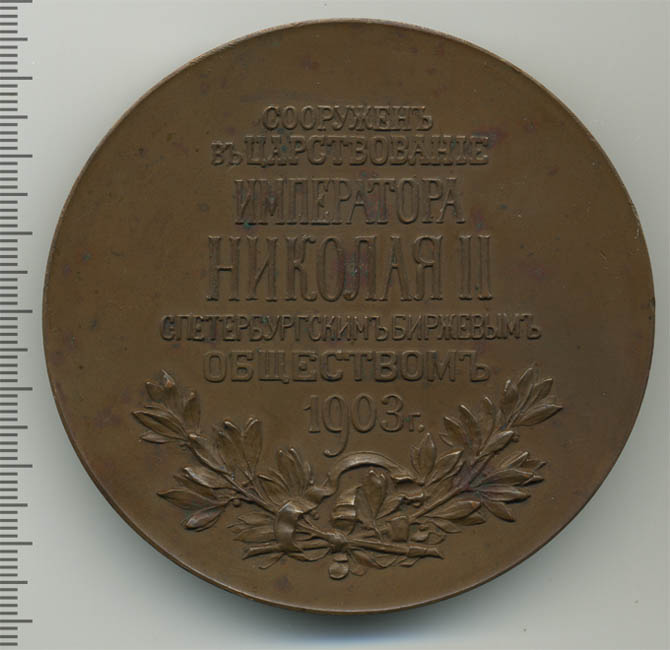 СООРУЖЕНЪ
ВЪ ЦАРСТВОВАНІЕ
ИМПЕРАТОРА
НИКОЛАЯ II
С.ПЕТЕРБУРГСКИМЪ БИРЖЕВЫМЪ
ОБЩЕСТВОМЪ
1903 г.